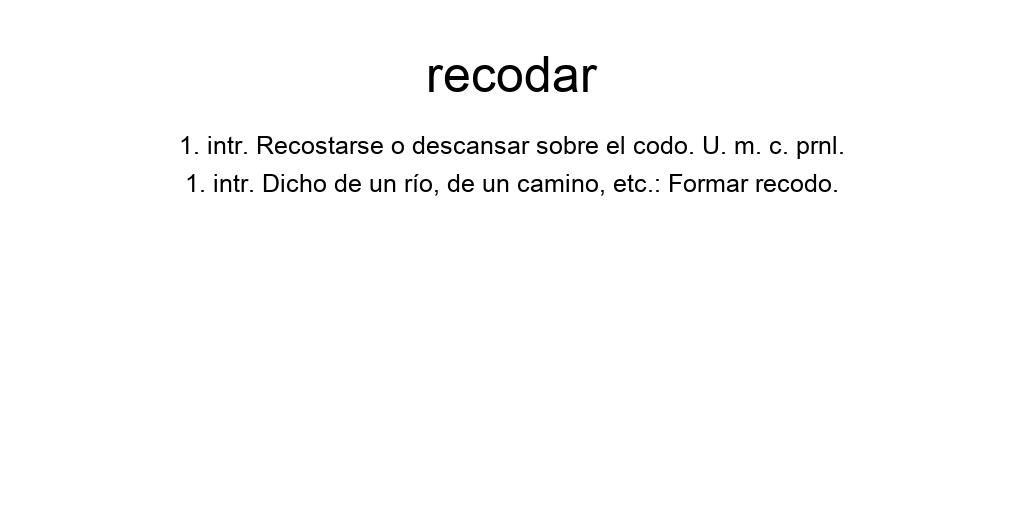 recodar
1. intr. Recostarse o descansar sobre el codo. U. m. c. prnl.
1. intr. Dicho de un río, de un camino, etc.: Formar recodo.